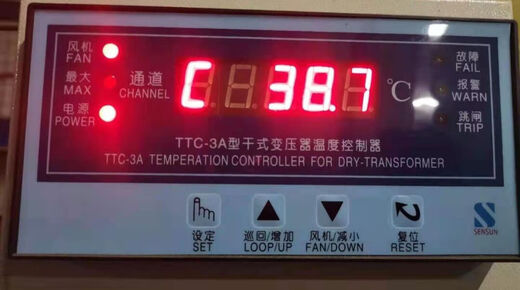 风机
FAN
最大
MAX
电源
POWER
通道
CHANNEL
C 38.7
℃
故障
FAIL
报警
WARN
跳闸
TRIP
TTC-3A型干式变压器温度控制器
TTC-3A TEMPERATION CONTROLLER FOR DRY-TRANSFORMER
设定
SET
巡回/增加
LOOP/UP
风机/减小
FAN/DOWN
复位
RESET
S
SENSUN